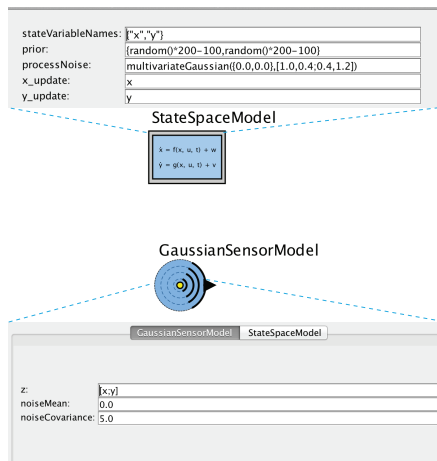 stateVariableNames: {"x","y"}
prior: {random()*200-100,random()*200-100}
processNoise: multivariateGaussian({0.0,0.0},[1.0,0.4;0.4,1.2])
x_update: x
y_update: y
StateSpaceModel
ẋ = f(x, u, t) + w
ẏ = g(x, u, t) + v
GaussianSensorModel
GaussianSensorModel StateSpaceModel
z: [x;y]
noiseMean: 0.0
noiseCovariance: 5.0